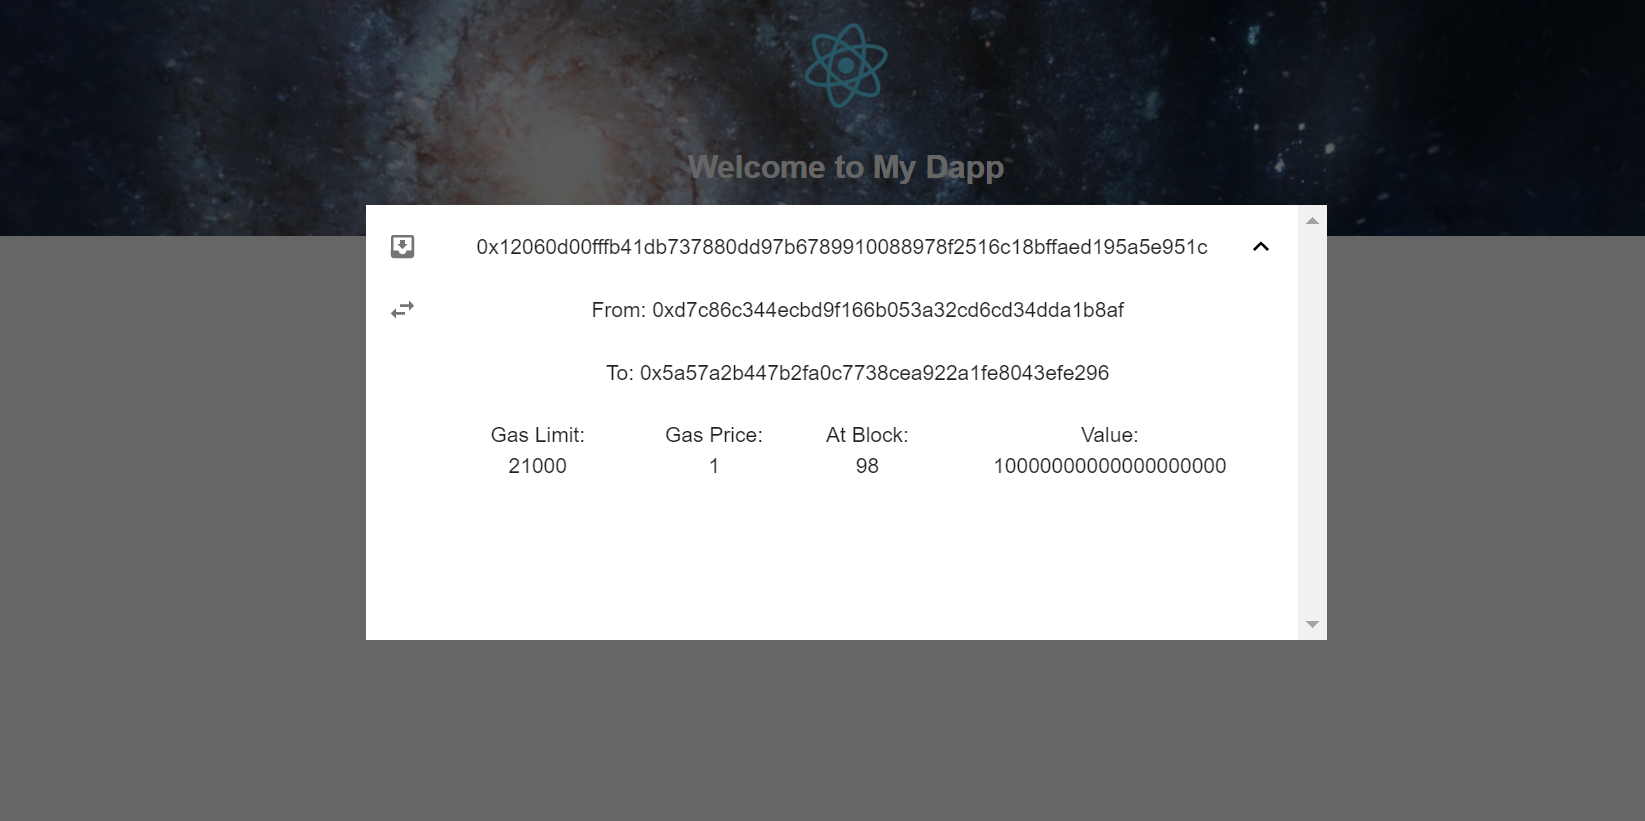 Welcome to My Dapp
0x12060d00fffb41db737880dd97b6789910088978f2516c18bffaed195a5e951c
From: 0xd7c86c344ecbd9f166b053a32cd6cd34dda1b8af
To: 0x5a57a2b447b2fa0c7738cea922a1fe8043efe296
Gas Limit: Gas Price: At Block: Value:
21000 1 98 10000000000000000000